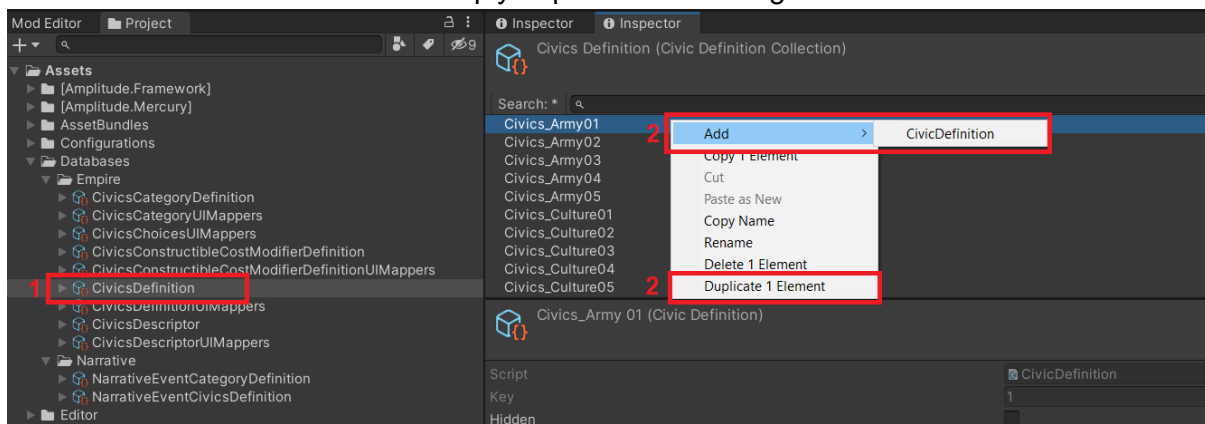 Mod Editor
Project
9
Assets
[Amplitude.Framework]
[Amplitude.Mercury]
AssetBundles
Configurations
Databases
Empire
CivicsCategoryDefinition
CivicsCategoryUIMappers
CivicsChoicesUIMappers
CivicsConstructibleCostModifierDefinition
CivicsConstructibleCostModifierDefinitionUIMappers
1
CivicsDefinition
CivicsDefinitionUIMappers
CivicsDescriptor
CivicsDescriptorUIMappers
Narrative
NarrativeEventCategoryDefinition
NarrativeEventCivicsDefinition
Editor
Inspector
Inspector
Civics Definition (Civic Definition Collection)
Search: *
Civics_Army01
Civics_Army02
Civics_Army03
Civics_Army04
Civics_Army05
Civics_Culture01
Civics_Culture02
Civics_Culture03
Civics_Culture04
Civics_Culture05
2
Add > CivicDefinition
Copy 1 Element
Cut
Paste as New
Copy Name
Rename
Delete 1 Element
2
Duplicate 1 Element
Civics_Army 01 (Civic Definition)
Script
CivicDefinition
Key
1
Hidden